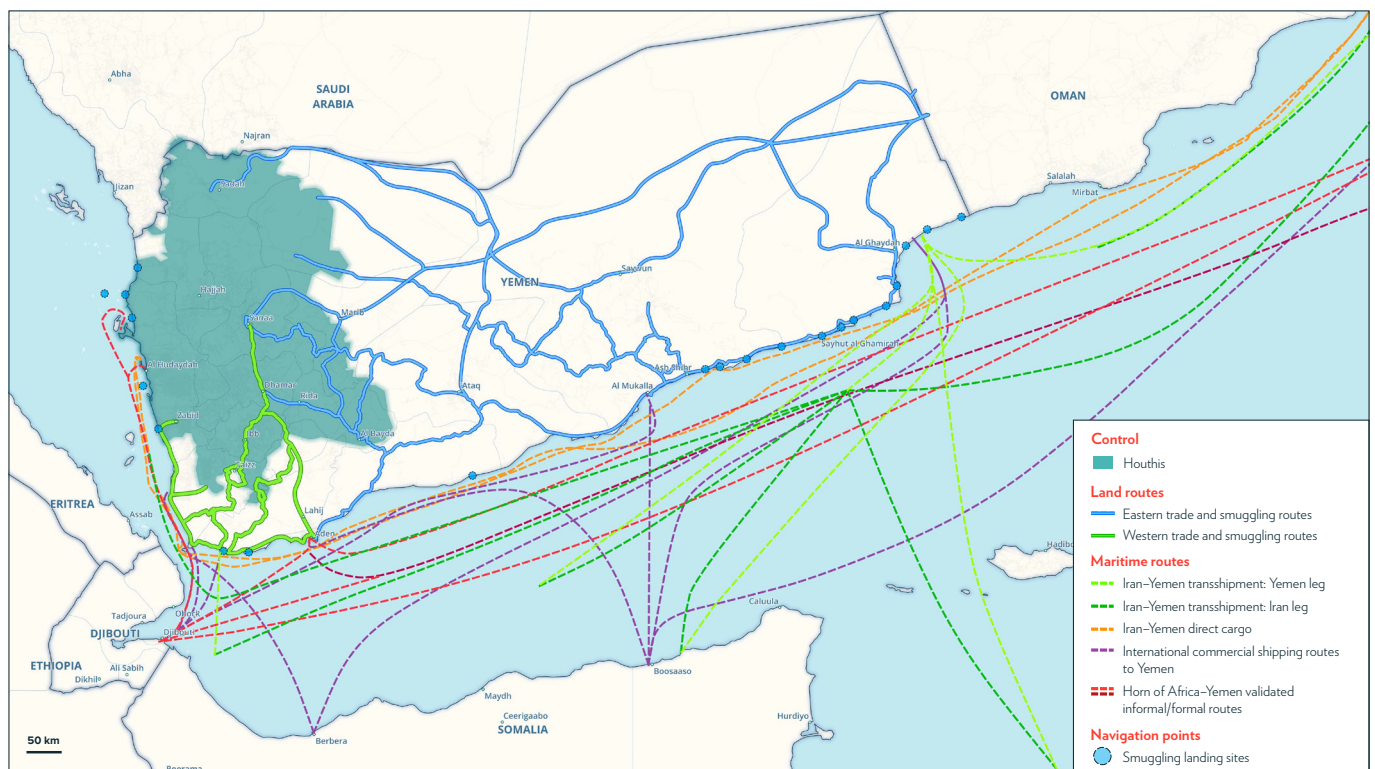 Abha
SAUDI
ARABIA
OMAN
Najran
Jizan
Sadah
Salalah
Mirbat
Al Ghaydah
YEMEN
Saywun
Hajjah
Marib
Sanaa
Sayhut al Ghamirah
Al Hudaydah
Ash Shihr
Dhamar
Rida
Ataq
Al Mukalla
Zabid
Ibb
Al Bayda
Taizz
ERITREA
Assab
Lahij
Aden
Hadibo
Tadjoura
Obock
DJIBOUTI
Djibouti
Caluula
ETHIOPIA
Ali Sabih
Dikhil
Boosaaso
Maydh
Ceerigaabo
SOMALIA
Hurdiyo
Berbera
Boorama
50 km
Control
Houthis
Land routes
Eastern trade and smuggling routes
Western trade and smuggling routes
Maritime routes
Iran–Yemen transshipment: Yemen leg
Iran–Yemen transshipment: Iran leg
Iran–Yemen direct cargo
International commercial shipping routes
to Yemen
Horn of Africa–Yemen validated
informal/formal routes
Navigation points
Smuggling landing sites